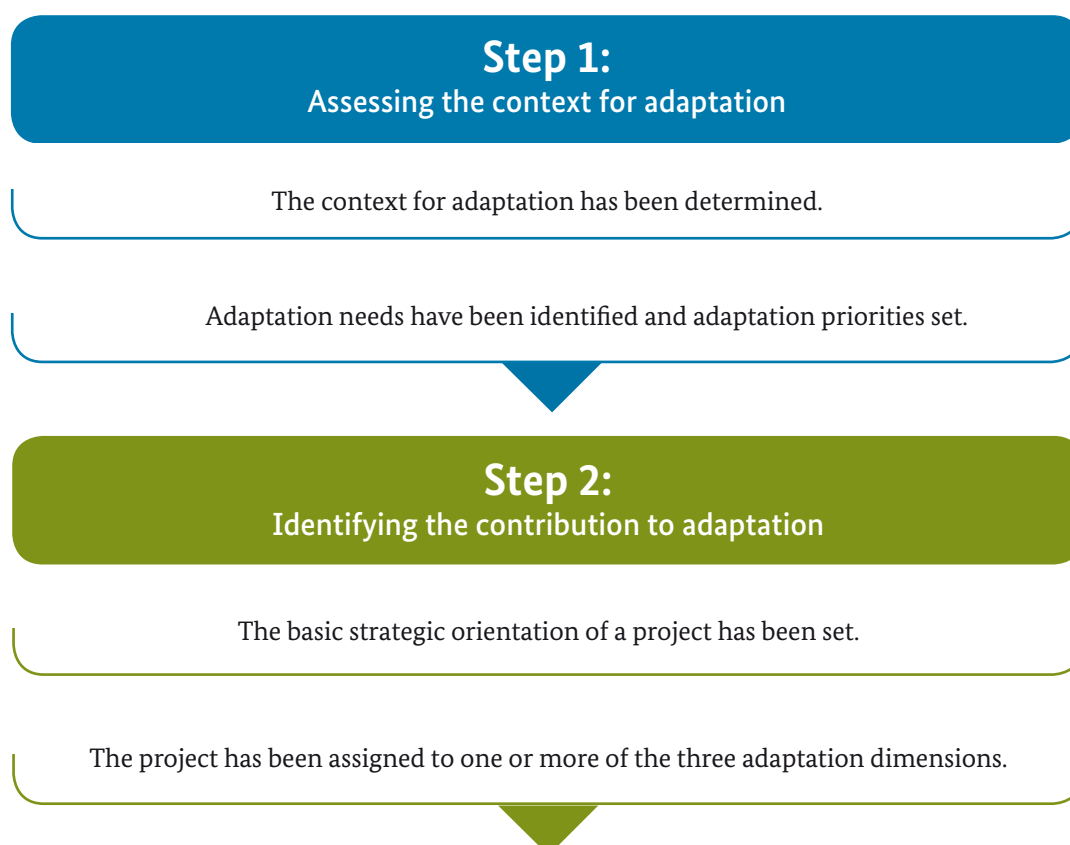 Step 1:
Assessing the context for adaptation
The context for adaptation has been determined.
Adaptation needs have been identified and adaptation priorities set.
Step 2:
Identifying the contribution to adaptation
The basic strategic orientation of a project has been set.
The project has been assigned to one or more of the three adaptation dimensions.